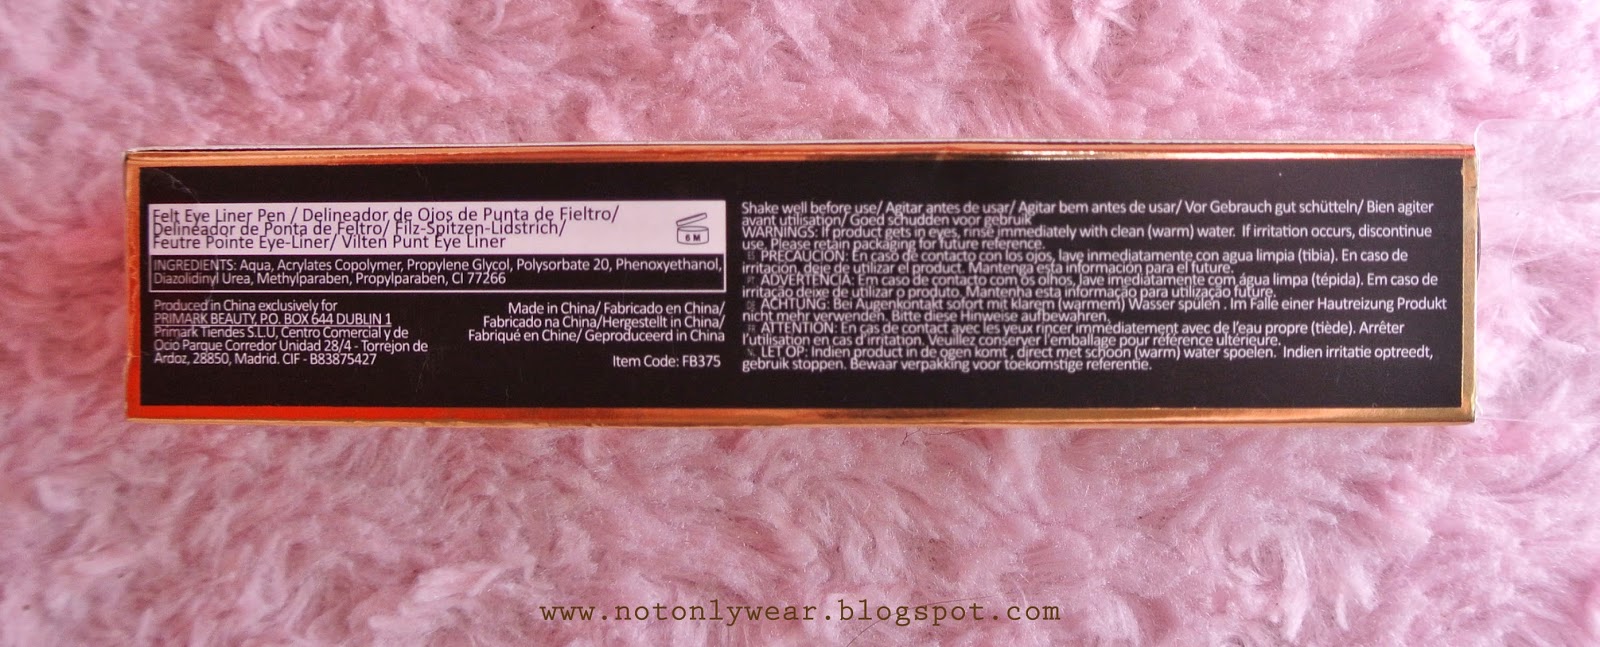 Felt Eye Liner Pen / Delineador de Ojos de Punta de Fieltro/
Delineador de Ponta de Feltro/ Filz-Spitzen-Lidstrich/
Feutre Pointe Eye-Liner/ Vilten Punt Eye Liner
6 M
INGREDIENTS: Aqua, Acrylates Copolymer, Propylene Glycol, Polysorbate 20, Phenoxyethanol,
Diazolidinyl Urea, Methylparaben, Propylparaben, CI 77266
Produced in China exclusively for
PRIMARK BEAUTY P.O. BOX 644 DUBLIN 1
Primark Tiendes S.L.U, Centro Comercial y de
Ocio Parque Corredor Unidad 28/4 - Torrejon de
Ardoz, 28850, Madrid. CIF - B83875427
Made in China/ Fabricado en China/
Fabricado na China/Hergestellt in China/
Fabriqué en Chine/ Geproduceerd in China
Item Code: FB375
Shake well before use/ Agitar antes de usar/ Agitar bem antes de usar/ Vor Gebrauch gut schütteln/ Bien agiter
avant utilisation/ Goed schudden voor gebruik
WARNINGS: If product gets in eyes, rinse immediately with clean (warm) water. If irritation occurs, discontinue
use. Please retain packaging for future reference.
PRECAUCIÓN: En caso de contacto con los ojos, lave inmediatamente con agua limpia (tibia). En caso de
irritación, deje de utilizar el product. Mantenga esta información para el future.
ADVERTÊNCIA: Em caso de contacto com os olhos, lave imediatamente com água limpa (tépida). Em caso de
irritação deixe de utilizar o produto. Mantenha esta informação para utilização future.
ACHTUNG: Bei Augenkontakt sofort mit klarem (warmem) Wasser spülen . Im Falle einer Hautreizung Produkt
nicht mehr verwenden. Bitte diese Hinweise aufbewahren.
ATTENTION: En cas de contact avec les yeux rincer immèdiatement avec de l'eau propre (tiède). Arrêter
l'utilisation en cas d'irritation. Veuillez conserver l'emballage pour référence ultérieure.
LET OP: Indien product in de ogen komt , direct met schoon (warm) water spoelen. Indien irritatie optreedt,
gebruik stoppen. Bewaar verpakking voor toekomstige referentie.
www.notonlywear.blogspot.com